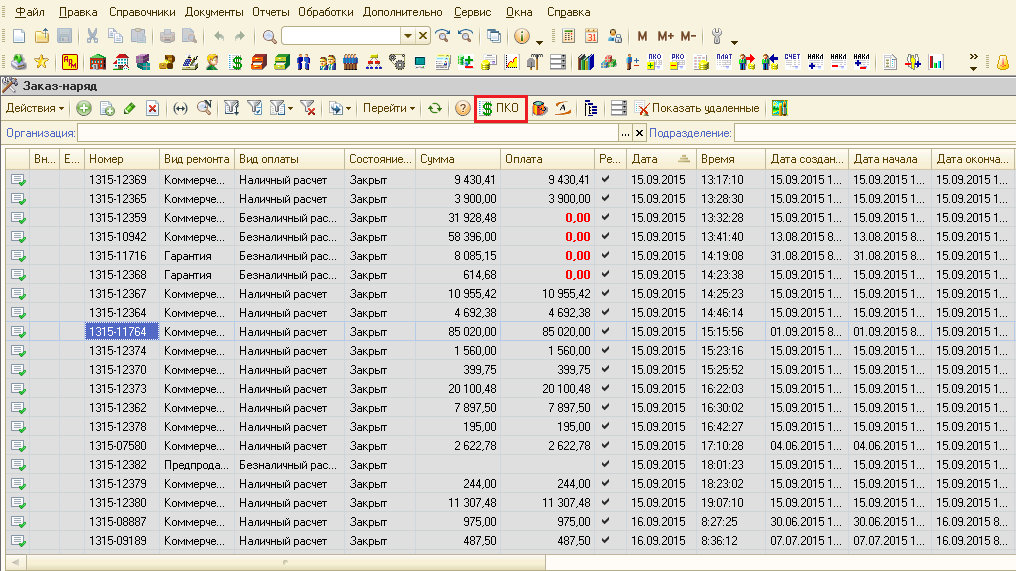 Файл Правка Справочники Документы Отчеты Обработки Дополнительно Сервис Окна Справка
M M+ M-
Заказ-наряд
Действия Перейти $ ПКО Показать удаленные
Организация: ... × Подразделение:
Вн... Е... Номер Вид ремонта Вид оплаты Состояние... Сумма Оплата Ре... Дата Время Дата создан... Дата начала Дата оконча...
1315-12369 Коммерче... Наличный расчет Закрыт 9 430,41 9 430,41 15.09.2015 13:17:10 15.09.2015 1... 15.09.2015 1... 15.09.2015 1...
1315-12365 Коммерче... Наличный расчет Закрыт 3 900,00 3 900,00 15.09.2015 13:28:30 15.09.2015 1... 15.09.2015 1... 15.09.2015 1...
1315-12359 Коммерче... Безналичный рас... Закрыт 31 928,48 0,00 15.09.2015 13:32:28 15.09.2015 1... 15.09.2015 1... 15.09.2015 1...
1315-10942 Коммерче... Безналичный рас... Закрыт 58 396,00 0,00 15.09.2015 13:41:40 13.08.2015 8... 13.08.2015 8... 15.09.2015 1...
1315-11716 Гарантия Безналичный рас... Закрыт 8 085,15 0,00 15.09.2015 14:19:08 31.08.2015 8... 31.08.2015 8... 15.09.2015 1...
1315-12368 Гарантия Безналичный рас... Закрыт 614,68 0,00 15.09.2015 14:23:38 15.09.2015 1... 15.09.2015 1... 15.09.2015 1...
1315-12367 Коммерче... Наличный расчет Закрыт 10 955,42 10 955,42 15.09.2015 14:25:23 15.09.2015 1... 15.09.2015 1... 15.09.2015 1...
1315-12364 Коммерче... Наличный расчет Закрыт 4 692,38 4 692,38 15.09.2015 14:46:14 15.09.2015 1... 15.09.2015 1... 15.09.2015 1...
1315-11764 Коммерче... Наличный расчет Закрыт 85 020,00 85 020,00 15.09.2015 15:15:56 01.09.2015 8... 01.09.2015 8... 15.09.2015 1...
1315-12374 Коммерче... Наличный расчет Закрыт 1 560,00 1 560,00 15.09.2015 15:23:16 15.09.2015 1... 15.09.2015 1... 15.09.2015 1...
1315-12370 Коммерче... Наличный расчет Закрыт 399,75 399,75 15.09.2015 15:25:52 15.09.2015 1... 15.09.2015 1... 15.09.2015 1...
1315-12373 Коммерче... Наличный расчет Закрыт 20 100,48 20 100,48 15.09.2015 16:22:03 15.09.2015 1... 15.09.2015 1... 15.09.2015 1...
1315-12362 Коммерче... Наличный расчет Закрыт 7 897,50 7 897,50 15.09.2015 16:30:02 15.09.2015 1... 15.09.2015 1... 15.09.2015 1...
1315-12378 Коммерче... Наличный расчет Закрыт 195,00 195,00 15.09.2015 16:42:27 15.09.2015 1... 15.09.2015 1... 15.09.2015 1...
1315-07580 Коммерче... Наличный расчет Закрыт 2 622,78 2 622,78 15.09.2015 17:10:28 04.06.2015 1... 04.06.2015 1... 15.09.2015 1...
1315-12382 Предпрода... Безналичный рас... Закрыт 15.09.2015 18:01:23 15.09.2015 1... 15.09.2015 1... 15.09.2015 1...
1315-12379 Коммерче... Наличный расчет Закрыт 244,00 244,00 15.09.2015 18:23:02 15.09.2015 1... 15.09.2015 1... 15.09.2015 1...
1315-12380 Коммерче... Наличный расчет Закрыт 11 307,48 11 307,48 15.09.2015 19:07:10 15.09.2015 1... 15.09.2015 1... 15.09.2015 1...
1315-08887 Коммерче... Наличный расчет Закрыт 975,00 975,00 16.09.2015 8:27:25 30.06.2015 1... 30.06.2015 1... 16.09.2015 8...
1315-09189 Коммерче... Наличный расчет Закрыт 487,50 487,50 16.09.2015 8:36:12 07.07.2015 1... 07.07.2015 1... 16.09.2015 8...